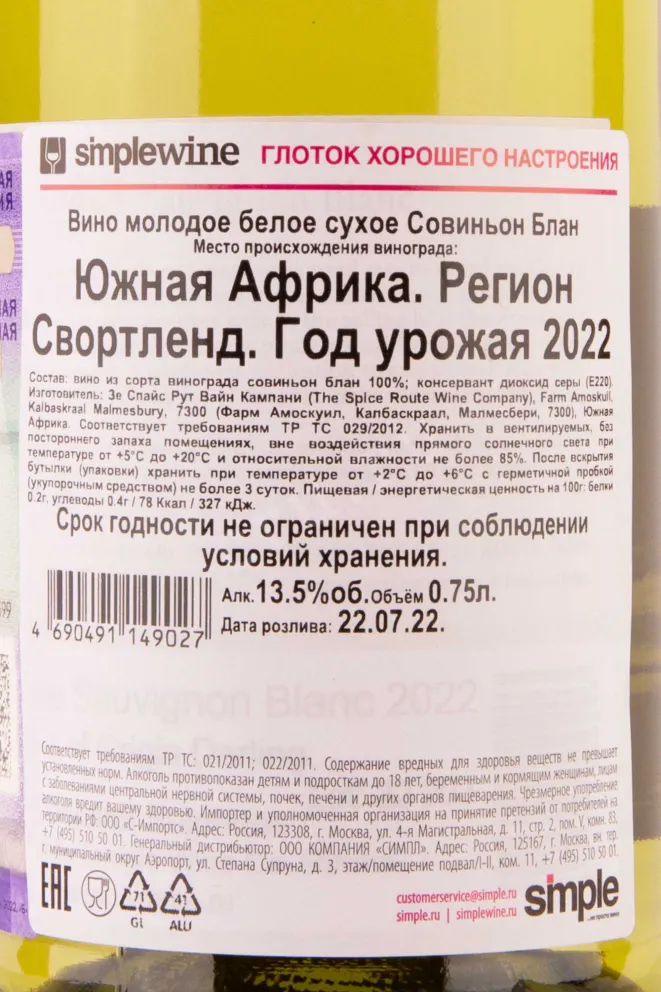 simplewine ГЛОТОК ХОРОШЕГО НАСТРОЕНИЯ
Вино молодое белое сухое Совиньон Блан
Место происхождения винограда:
Южная Африка. Регион
Свортленд. Год урожая 2022
Состав: вино из сорта винограда совиньон блан 100%; консервант диоксид серы (Е220).
Изготовитель: Зе Спайс Рут Вайн Кампани (The Spice Route Wine Company), Farm Amoskuil,
Kalbaskraal Malmesbury, 7300 (Фарм Амоскуил, Калбаскраал, Малмесбери, 7300), Южная
Африка. Соответствует требованиям ТР ТС 029/2012. Хранить в вентилируемых, без
постороннего запаха помещениях, вне воздействия прямого солнечного света при
температуре от +5°С до +20°С и относительной влажности не более 85%. После вскрытия
бутылки (упаковки) хранить при температуре от +2°С до +6°С с герметичной пробкой
(укупорочным средством) не более 3 суток. Пищевая / энергетическая ценность на 100г: белки
0.2г, углеводы 0.4г / 78 Ккал / 327 кДж.
Срок годности не ограничен при соблюдении
условий хранения.
Алк. 13.5%об. Объём 0.75л.
4 690491 149027
Дата розлива: 22.07.22.
Sauvignon Blanc 2022
Соответствует требованиям ТР ТС: 021/2011; 022/2011. Содержание вредных для здоровья веществ не превышает
установленных норм. Алкоголь противопоказан детям и подросткам до 18 лет, беременным и кормящим женщинам, лицам
с заболеваниями центральной нервной системы, почек, печени и других органов пищеварения. Чрезмерное употребление
алкоголя вредит вашему здоровью. Импортер и уполномоченная организация на принятие претензий от потребителей на
территории РФ: ООО «С-Импортс». Адрес: Россия, 123308, г. Москва, ул. 4-я Магистральная, д. 11, стр. 2, пом. V, комн. 83,
+7 (495) 510 50 01. Генеральный дистрибьютор: ООО КОМПАНИЯ «СИМПЛ». Адрес: Россия, 125167, г. Москва, вн. тер.
г. муниципальный округ Аэропорт, ул. Степана Супруна, д. 3, этаж/помещение подвал/I-II, ком. 11, +7 (495) 510 50 01.
EAC 71 41
GL ALU
customerservice@simple.ru
simple.ru | simplewine.ru
simple
...не просто вино